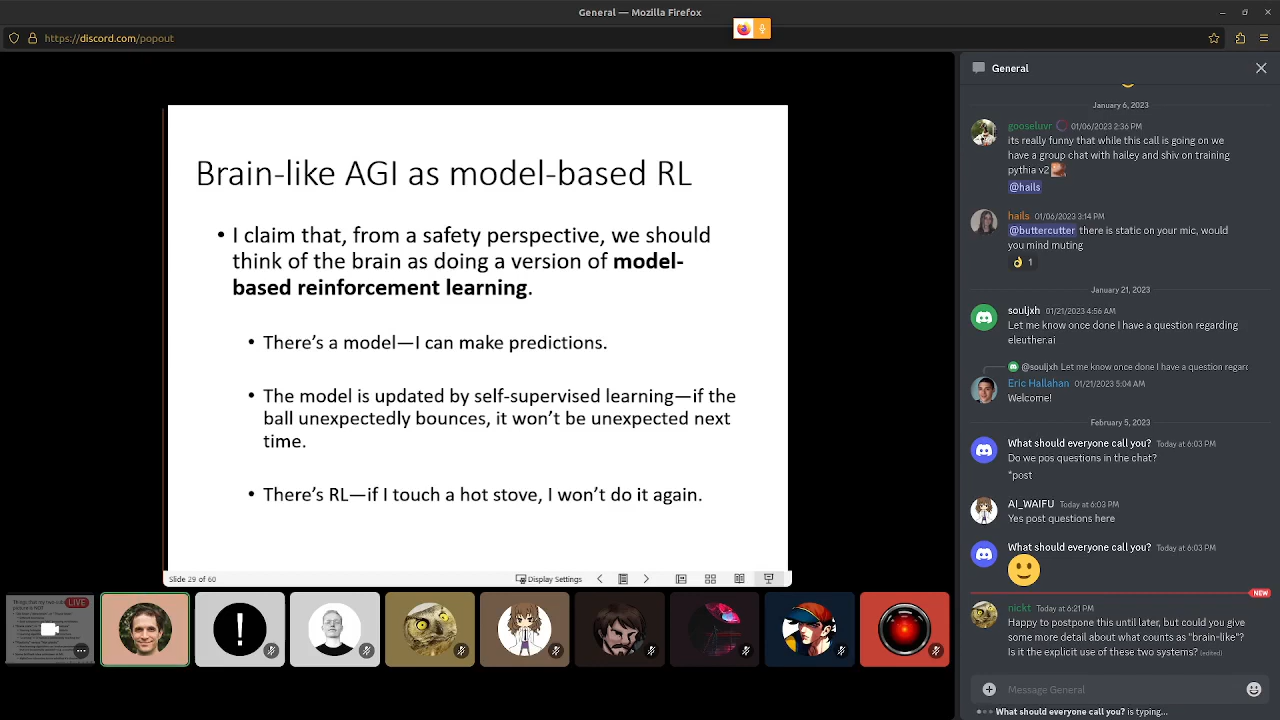 General — Mozilla Firefox
https://discord.com/popout
Brain-like AGI as model-based RL
• I claim that, from a safety perspective, we should
think of the brain as doing a version of model-
based reinforcement learning.
• There's a model—I can make predictions.
• The model is updated by self-supervised learning—if the
ball unexpectedly bounces, it won't be unexpected next
time.
• There's RL—if I touch a hot stove, I won't do it again.
Slide 29 of 60
Display Settings
LIVE
General
January 6, 2023
gooseluvr 01/06/2023 2:36 PM
its really funny that while this call is going on we
have a group chat with hailey and shiv on training
pythia v2
@halls
hails 01/06/2023 3:14 PM
@buttercutter there is static on your mic, would
you mind muting
1
January 21, 2023
souljxh 01/21/2023 4:56 AM
Let me know once done I have a question regarding
eleuther.ai
@souljxh Let me know once done I have a question regarc
Eric Hallahan 01/21/2023 5:04 AM
Welcome!
February 5, 2023
What should everyone call you? Today at 6:03 PM
Do we pos questions in the chat?
*post
AI_WAIFU Today at 6:03 PM
Yes post questions here
What should everyone call you? Today at 6:03 PM
NEW
nickt Today at 6:21 PM
Happy to postpone this until later, but could you give
some more detail about what counts as 'brain-like'?
Is it the explicit use of these two systems? (edited)
Message General
What should everyone call you? is typing...